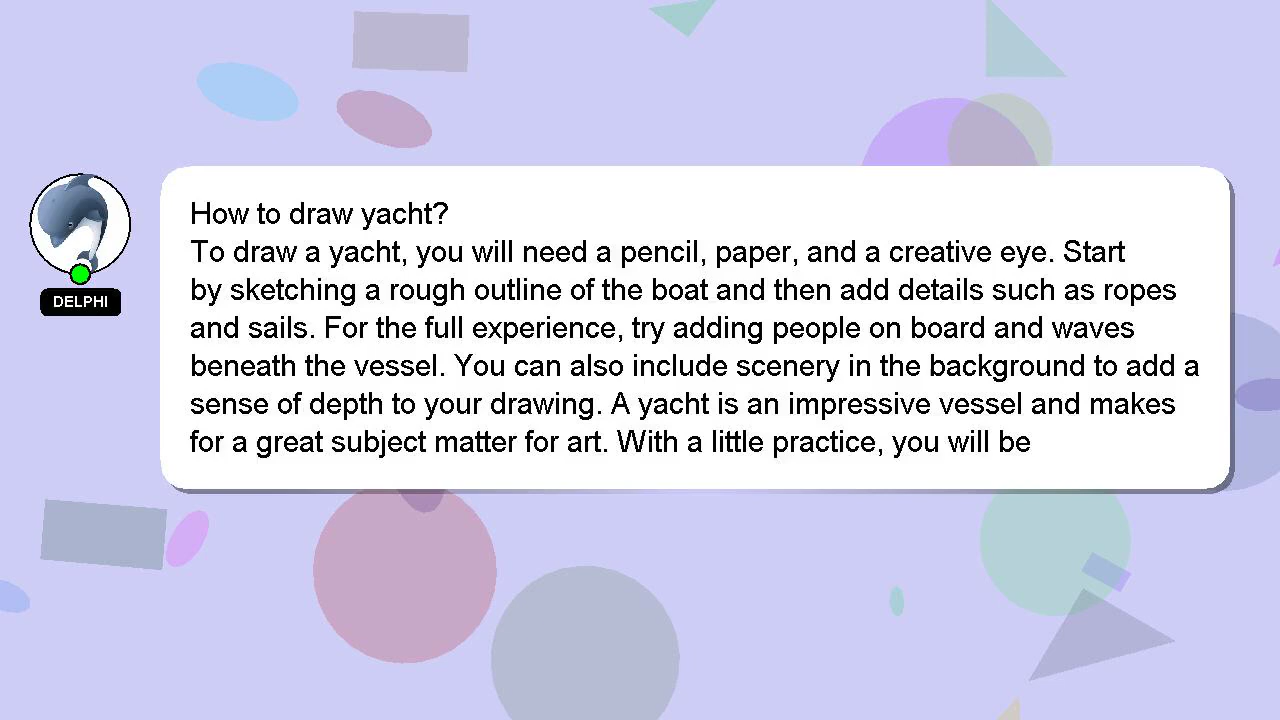 How to draw yacht?
To draw a yacht, you will need a pencil, paper, and a creative eye. Start
by sketching a rough outline of the boat and then add details such as ropes
and sails. For the full experience, try adding people on board and waves
beneath the vessel. You can also include scenery in the background to add a
sense of depth to your drawing. A yacht is an impressive vessel and makes
for a great subject matter for art. With a little practice, you will be
DELPHI